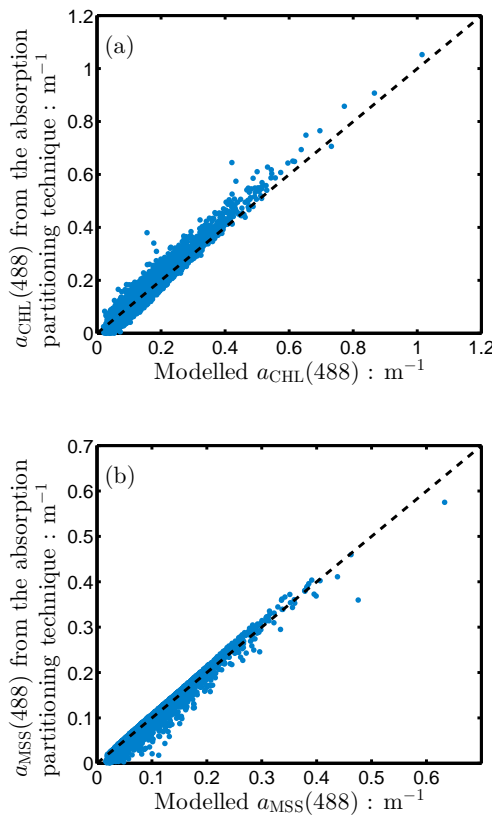 (a)
1.2
1
0.8
0.6
0.4
0.2
0
0 0.2 0.4 0.6 0.8 1 1.2
a_CHL(488) from the absorption
partitioning technique : m⁻¹
Modelled a_CHL(488) : m⁻¹
(b)
0.7
0.6
0.5
0.4
0.3
0.2
0.1
0
0 0.1 0.2 0.3 0.4 0.5 0.6
a_MSS(488) from the absorption
partitioning technique : m⁻¹
Modelled a_MSS(488) : m⁻¹